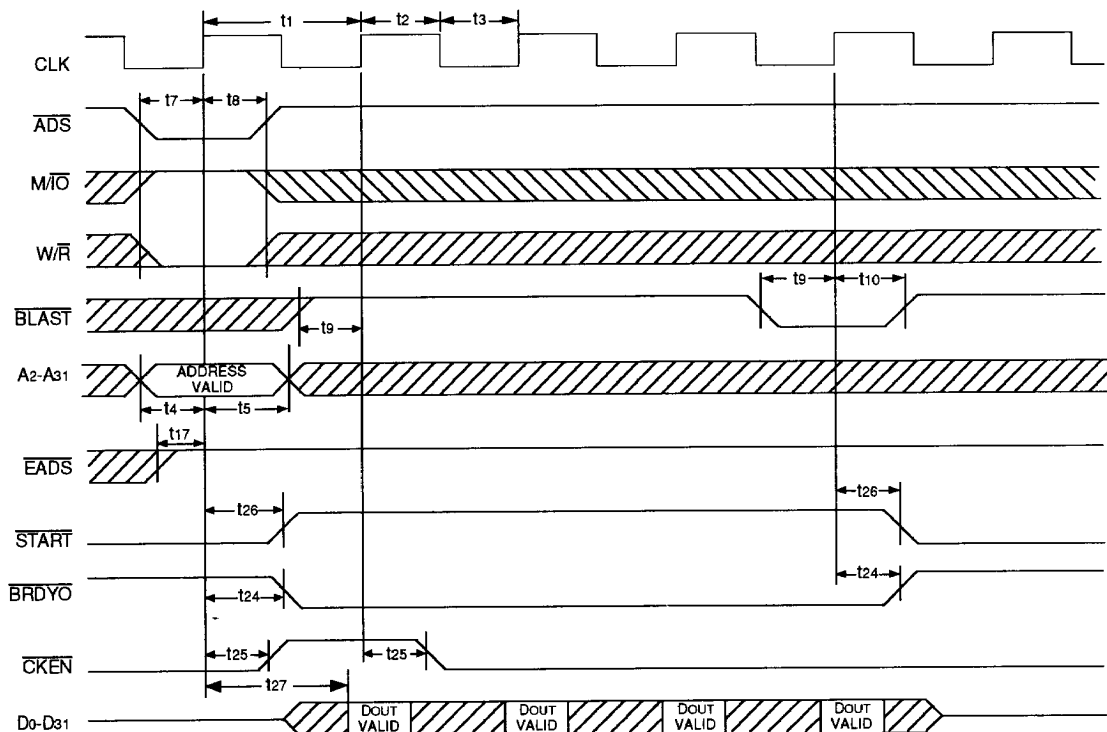 t1 t2 t3
CLK
t7 t8
ADS
M/IO
W/R
t9 t10
BLAST
t9
A2-A31 ADDRESS VALID
t4 t5
t17
EADS
t26 t26
START
t24 t24
BRDYO
t25 t25
CKEN
t27
D0-D31 DOUT VALID DOUT VALID DOUT VALID DOUT VALID